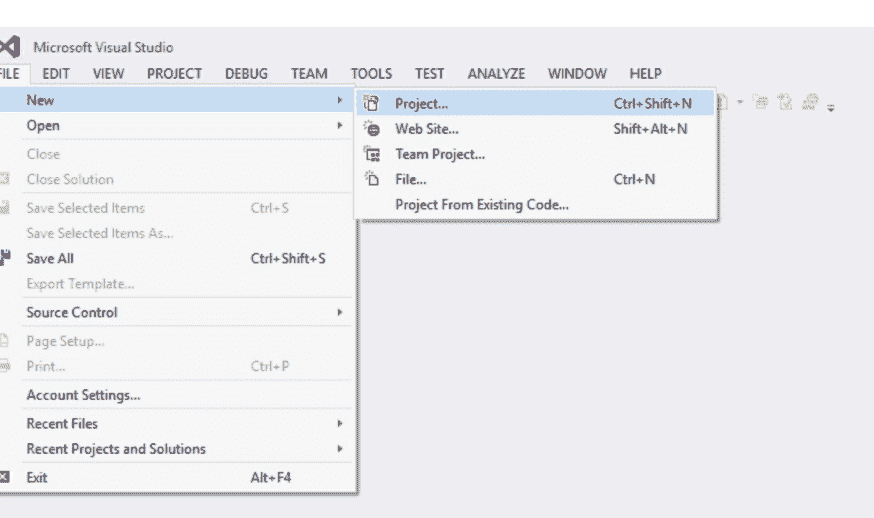 Microsoft Visual Studio
FILE EDIT VIEW PROJECT DEBUG TEAM TOOLS TEST ANALYZE WINDOW HELP
New
Open
Close
Close Solution
Save Selected Items Ctrl+S
Save Selected Items As...
Save All Ctrl+Shift+S
Export Template...
Source Control
Page Setup...
Print... Ctrl+P
Account Settings...
Recent Files
Recent Projects and Solutions
Exit Alt+F4
Project... Ctrl+Shift+N
Web Site... Shift+Alt+N
Team Project...
File... Ctrl+N
Project From Existing Code...